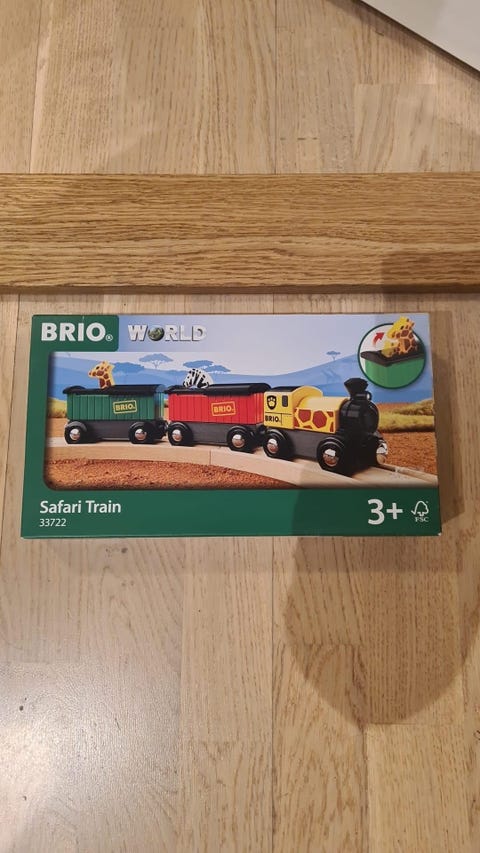 BRIO® WORLD
BRIO.
BRIO.
BRIO.
Safari Train
33722
3+
FSC